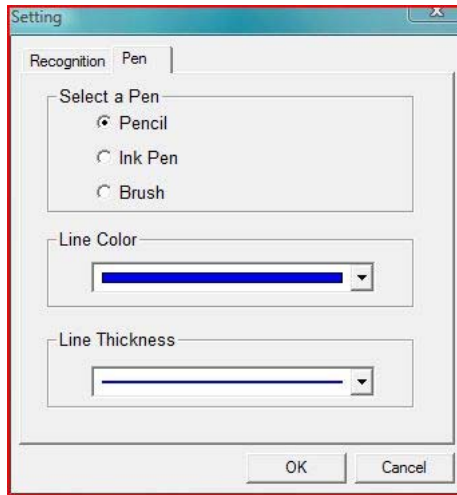 Setting
Recognition Pen
Select a Pen
Pencil
Ink Pen
Brush
Line Color
Line Thickness
OK Cancel